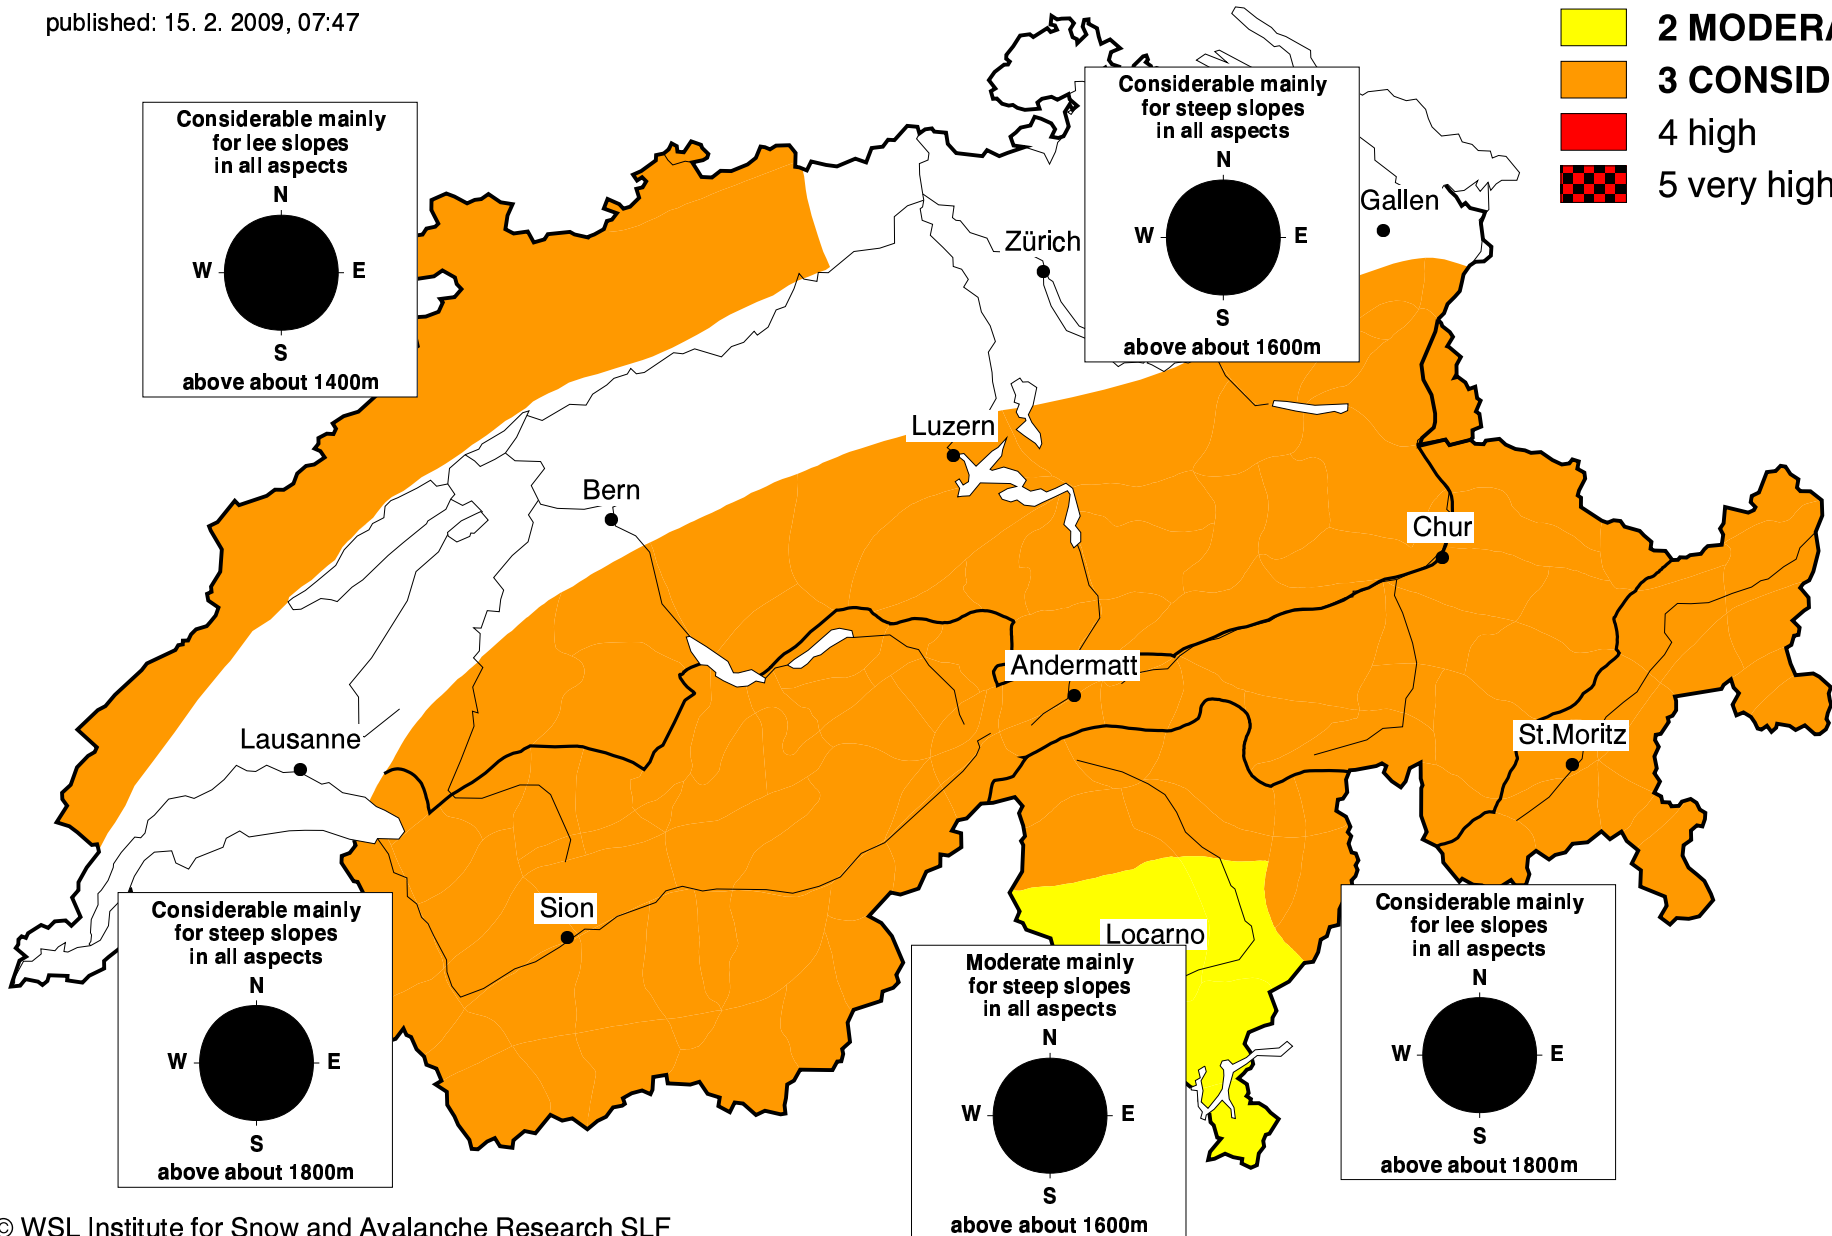 published: 15. 2. 2009, 07:47
2 MODERA
3 CONSID
4 high
5 very high
Considerable mainly
for lee slopes
in all aspects
N
W E
S
above about 1400m
Considerable mainly
for steep slopes
in all aspects
N
W E
S
above about 1600m
Gallen
Zürich
Luzern
Bern
Chur
Andermatt
St.Moritz
Lausanne
Sion
Locarno
Considerable mainly
for steep slopes
in all aspects
N
W E
S
above about 1800m
Moderate mainly
for steep slopes
in all aspects
N
W E
S
above about 1600m
Considerable mainly
for lee slopes
in all aspects
N
W E
S
above about 1800m
© WSL Institute for Snow and Avalanche Research SLF